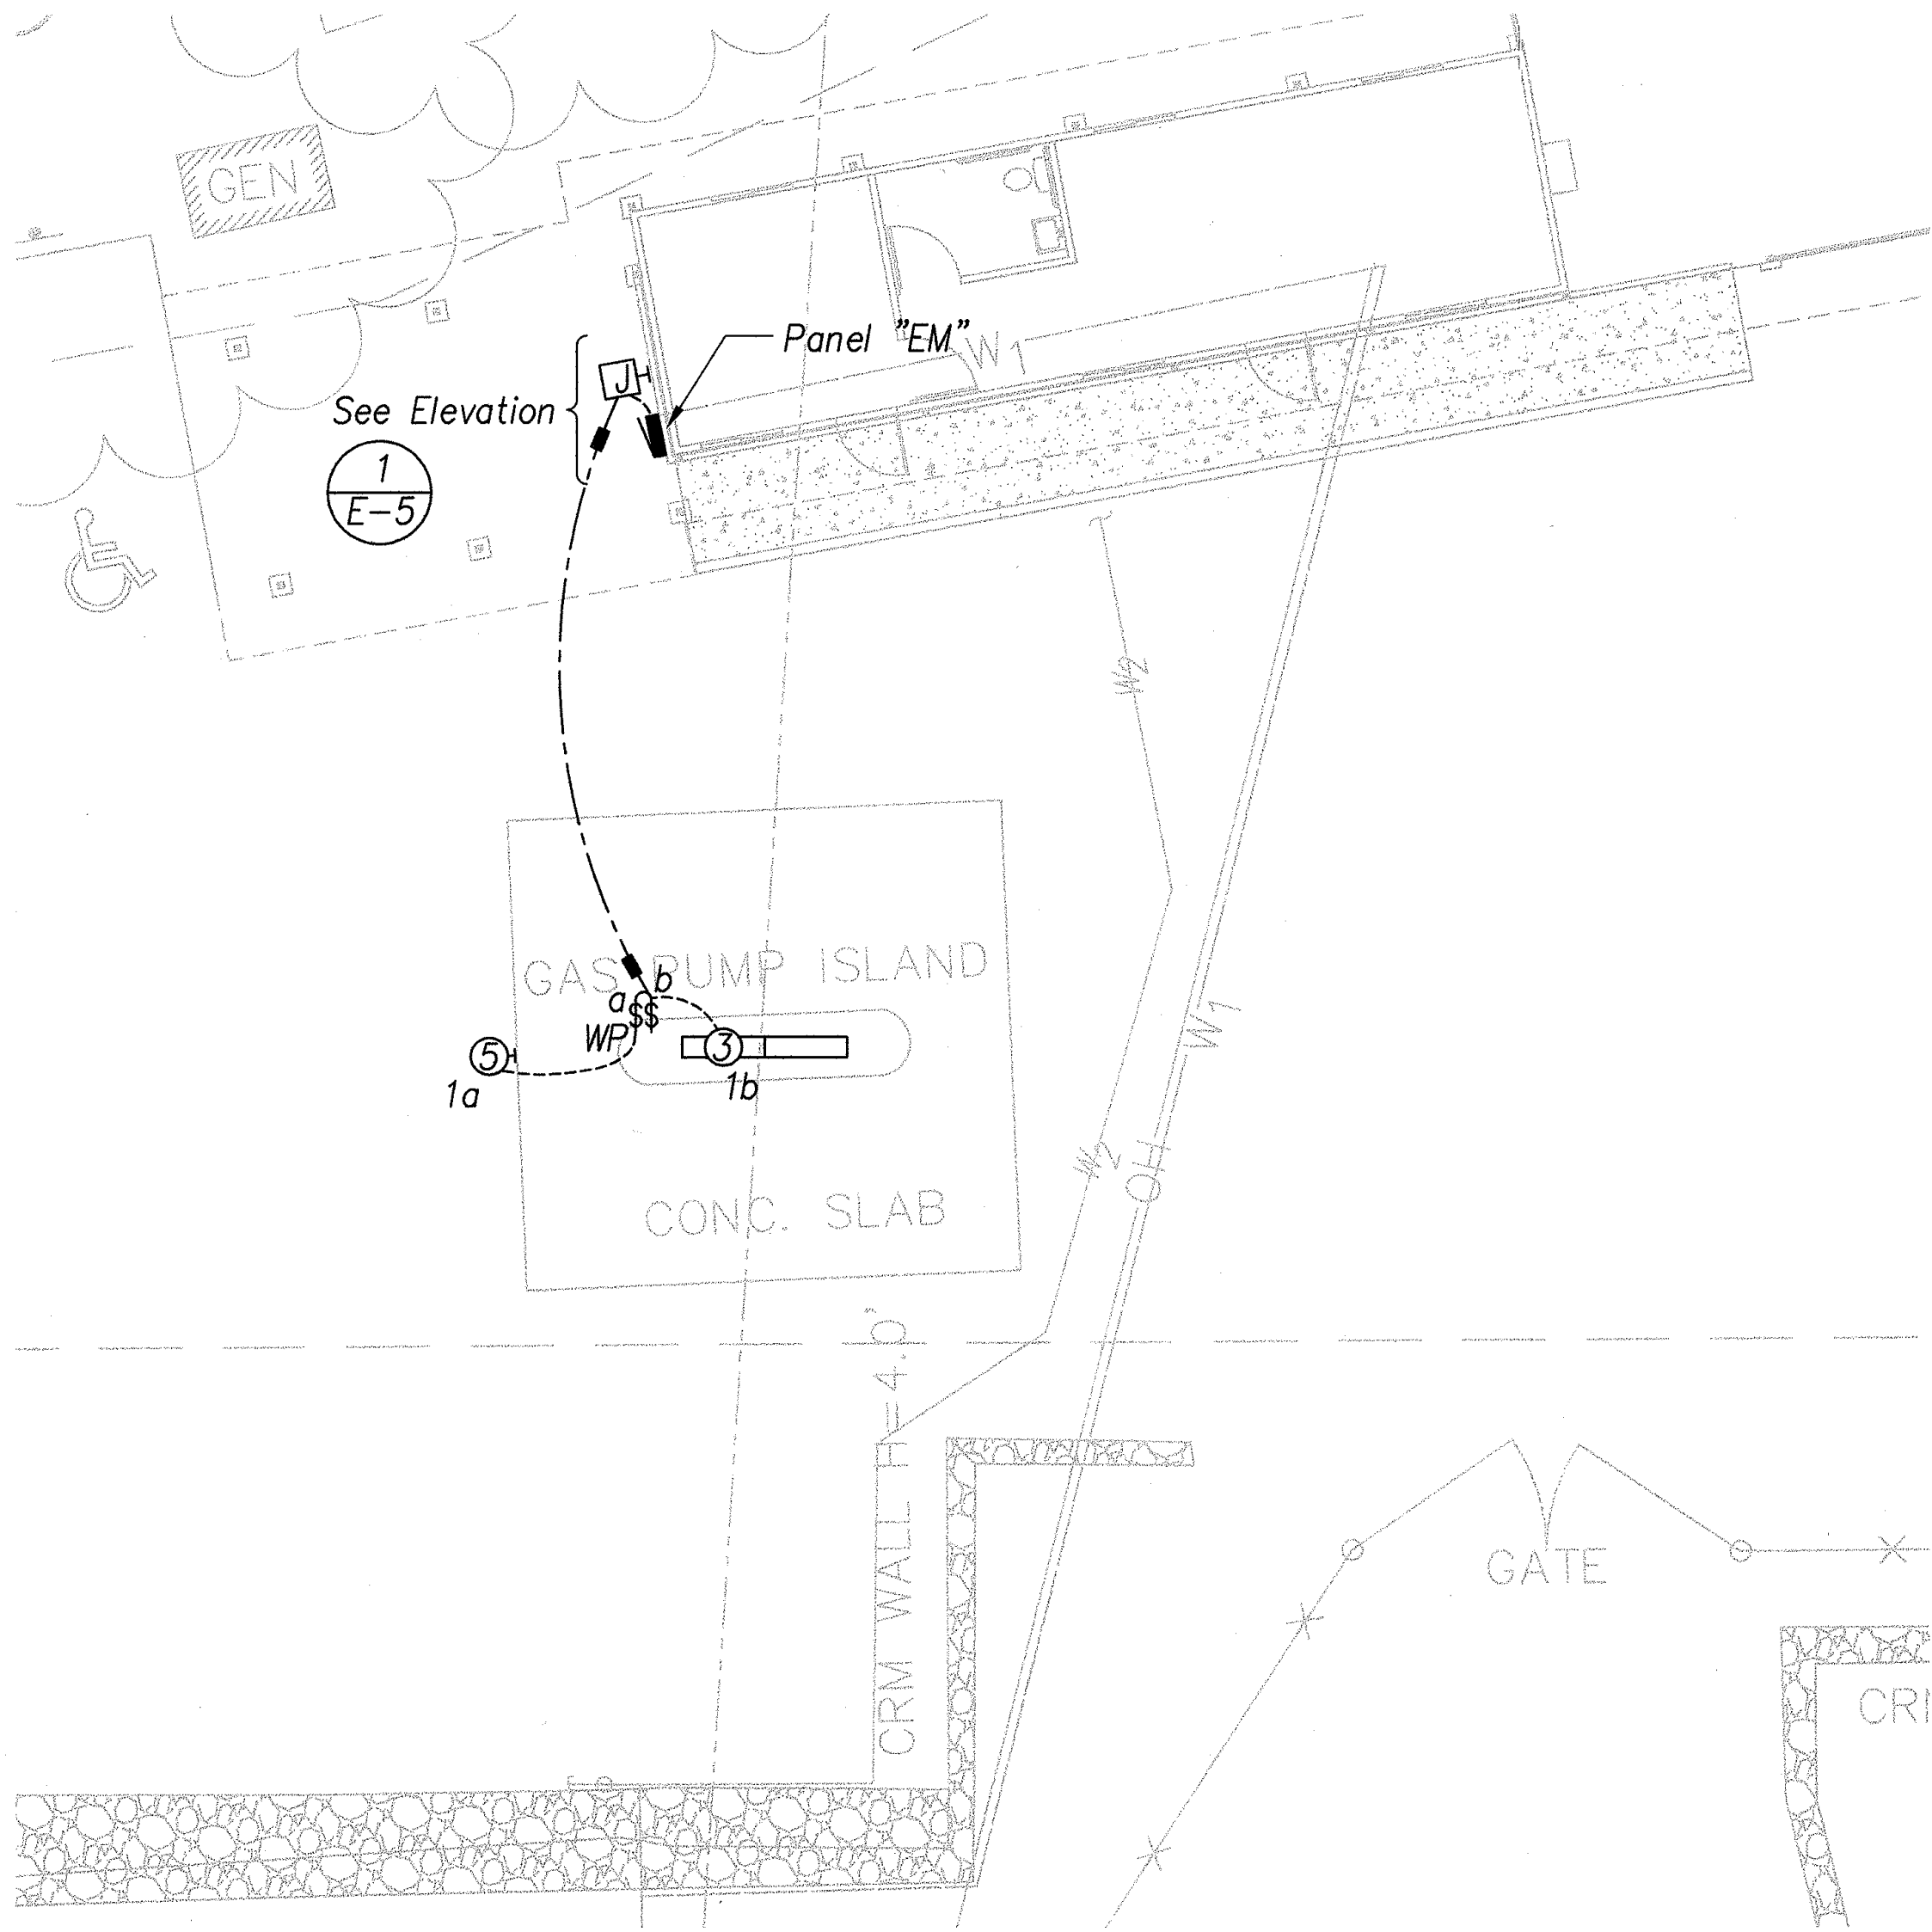 GEN
Panel "EM"
W1
J
See Elevation
1
E-5
W2
GAS PUMP ISLAND
b
a
$$
WP
5
3
1a
1b
W1
W2
OH
CONC. SLAB
CRM WALL H=4.0'
GATE
CRM